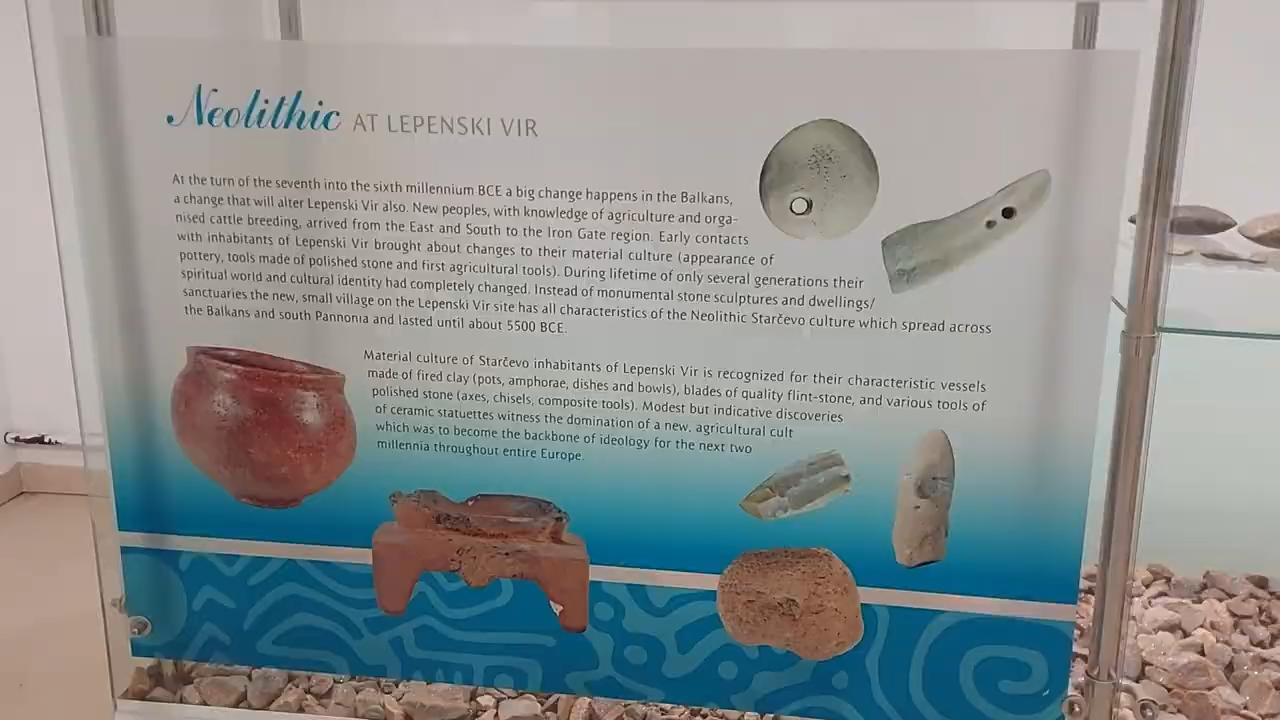 Neolithic AT LEPENSKI VIR
At the turn of the seventh into the sixth millennium BCE a big change happens in the Balkans,
a change that will alter Lepenski Vir also. New peoples, with knowledge of agriculture and orga-
nised cattle breeding, arrived from the East and South to the Iron Gate region. Early contacts
with inhabitants of Lepenski Vir brought about changes to their material culture (appearance of
pottery, tools made of polished stone and first agricultural tools). During lifetime of only several generations their
spiritual world and cultural identity had completely changed. Instead of monumental stone sculptures and dwellings/
sanctuaries the new, small village on the Lepenski Vir site has all characteristics of the Neolithic Starčevo culture which spread across
the Balkans and south Pannonia and lasted until about 5500 BCE.
Material culture of Starčevo inhabitants of Lepenski Vir is recognized for their characteristic vessels
made of fired clay (pots, amphorae, dishes and bowls), blades of quality flint-stone, and various tools of
polished stone (axes, chisels, composite tools). Modest but indicative discoveries
of ceramic statuettes witness the domination of a new, agricultural cult
which was to become the backbone of ideology for the next two
millennia throughout entire Europe.